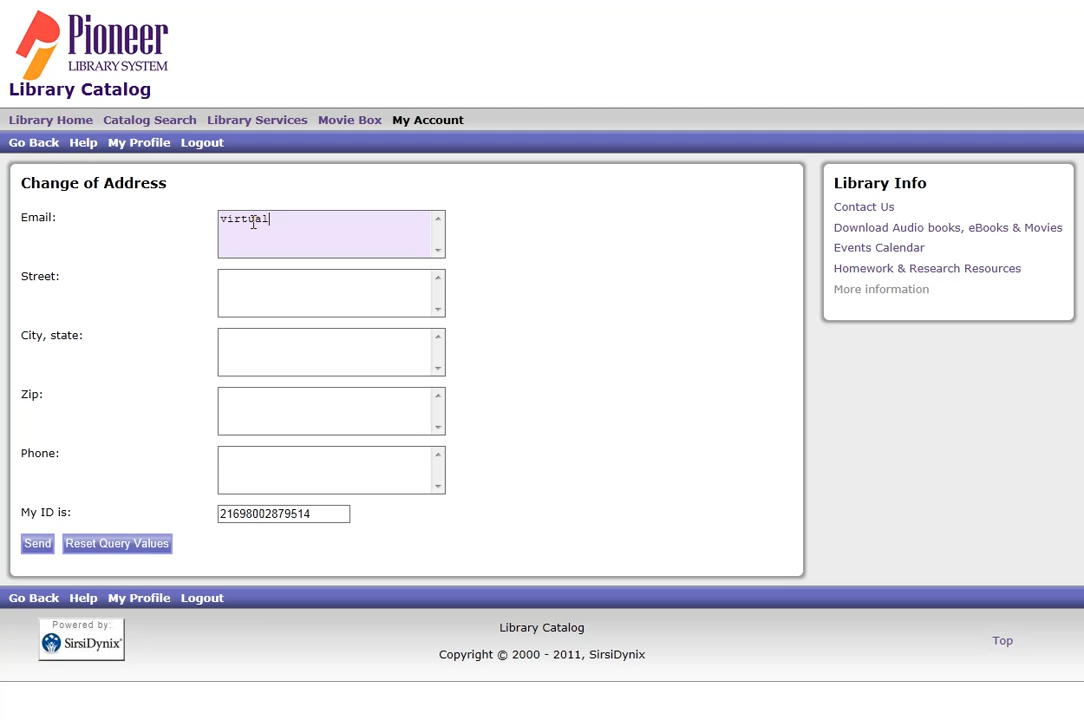 Pioneer
LIBRARY SYSTEM
Library Catalog
Library Home Catalog Search Library Services Movie Box My Account
Go Back Help My Profile Logout
Change of Address
Email:
virtual
Street:
City, state:
Zip:
Phone:
My ID is:
21698002879514
Send Reset Query Values
Library Info
Contact Us
Download Audio books, eBooks & Movies
Events Calendar
Homework & Research Resources
More information
Go Back Help My Profile Logout
Powered by:
SirsiDynix
Library Catalog
Copyright © 2000 - 2011, SirsiDynix
Top